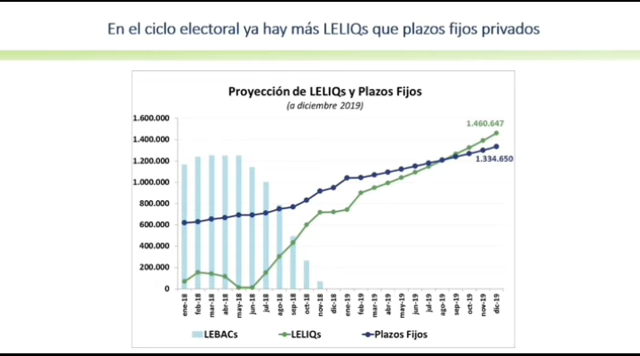 En el ciclo electoral ya hay más LELIQs que plazos fijos privados
Proyección de LELIQs y Plazos Fijos
(a diciembre 2019)
1.600.000
1.400.000
1.200.000
1.000.000
800.000
600.000
400.000
200.000
0
1.460.647
1.334.650
ene-18
feb-18
mar-18
abr-18
may-18
jun-18
jul-18
ago-18
sep-18
oct-18
nov-18
dic-18
ene-19
feb-19
mar-19
abr-19
may-19
jun-19
jul-19
ago-19
sep-19
oct-19
nov-19
dic-19
LEBACs
LELIQs
Plazos Fijos